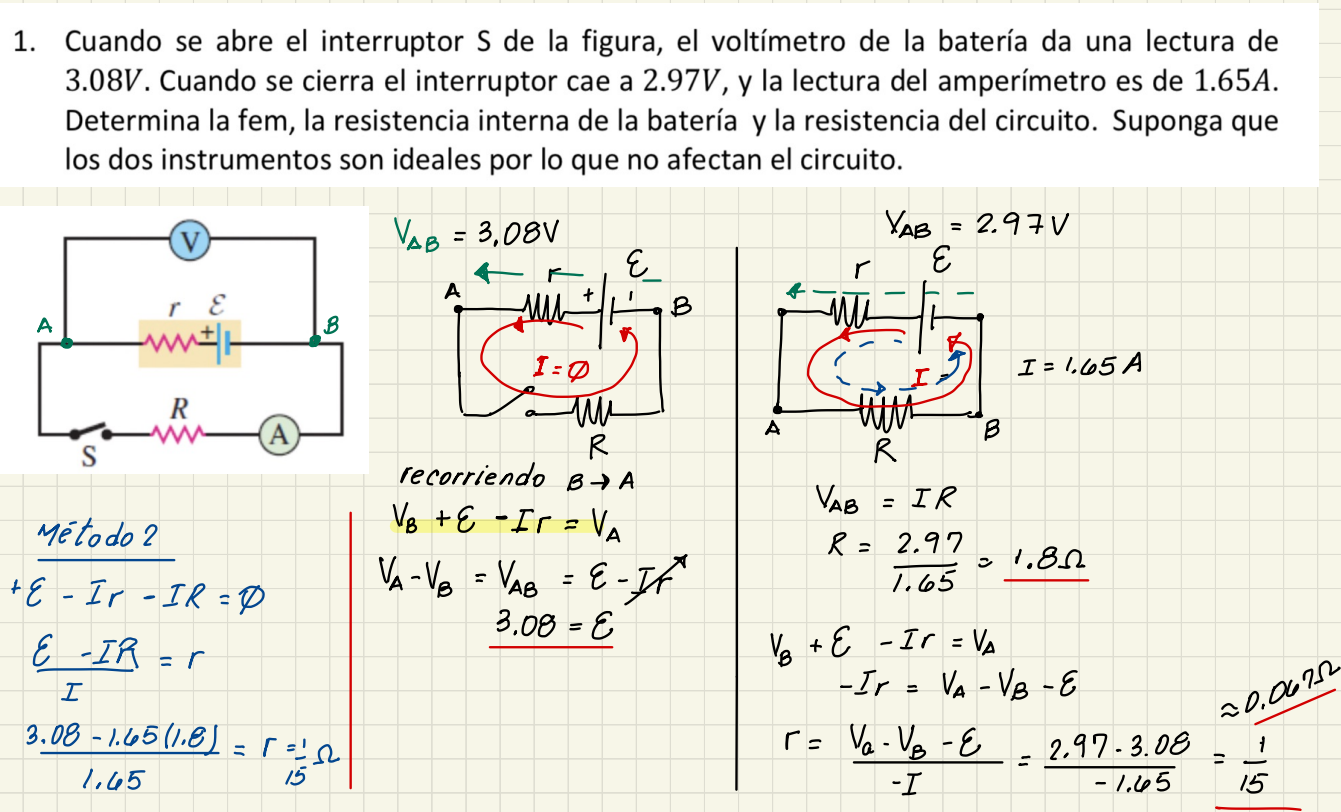 1. Cuando se abre el interruptor S de la figura, el voltímetro de la batería da una lectura de
3.08V. Cuando se cierra el interruptor cae a 2.97V, y la lectura del amperímetro es de 1.65A.
Determina la fem, la resistencia interna de la batería y la resistencia del circuito. Suponga que
los dos instrumentos son ideales por lo que no afectan el circuito.
V
r ℰ
+
A B
R
S A
Método 2
+ℰ - Ir - IR = ∅
(ℰ - IR)/I = r
(3.08 - 1.65(1.8))/1.65 = r = 1/15 Ω
V_AB = 3,08V
r ℰ
A + - B
I = ∅
R
recorriendo B → A
V_B + ℰ - Ir = V_A
V_A - V_B = V_AB = ℰ - Ir
3.08 = ℰ
V_AB = 2.97V
r ℰ
I
I = 1.65 A
A B
R
V_AB = IR
R = 2.97/1.65 = 1.8Ω
V_B + ℰ - Ir = V_A
-Ir = V_A - V_B - ℰ
r = (V_a - V_B - ℰ)/-I = (2.97 - 3.08)/-1.65 = 1/15
≈0.067Ω